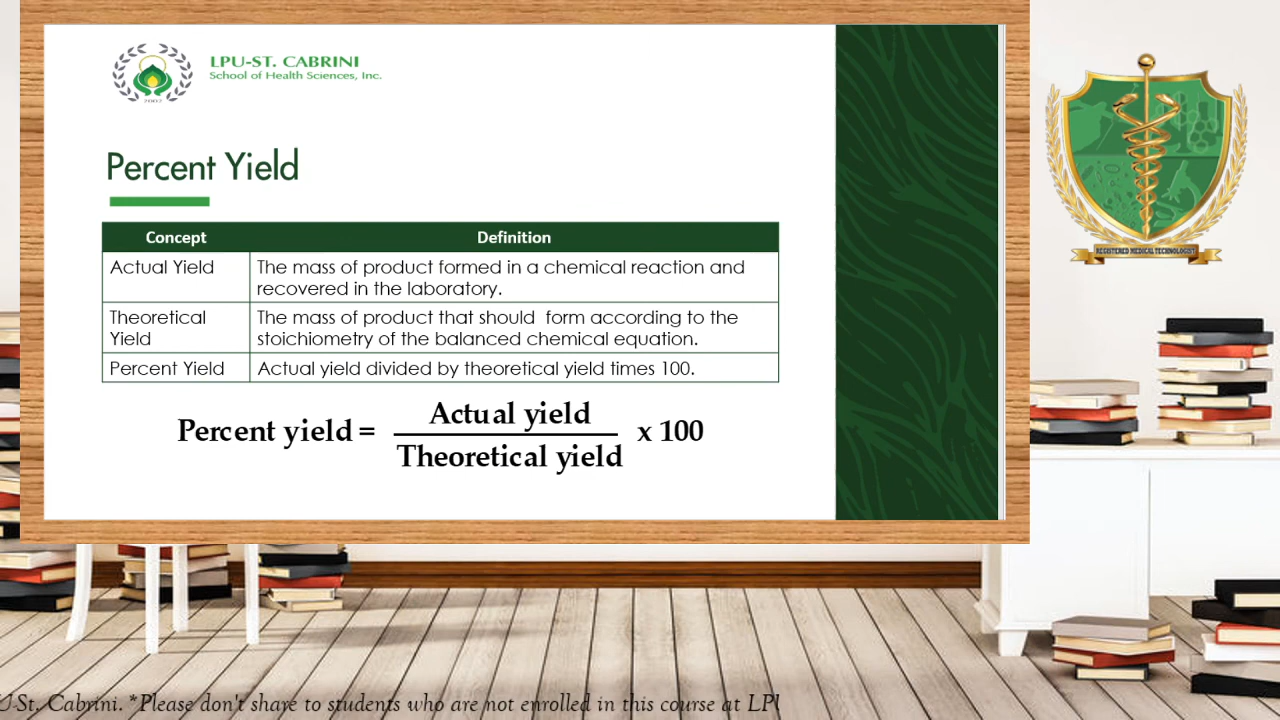 LPU-ST. CABRINI
School of Health Sciences, Inc.
Percent Yield
Concept Definition
Actual Yield The mass of product formed in a chemical reaction and
recovered in the laboratory.
Theoretical The mass of product that should form according to the
Yield stoichiometry of the balanced chemical equation.
Percent Yield Actual yield divided by theoretical yield times 100.
Actual yield
Percent yield = x 100
Theoretical yield
REGISTERED MEDICAL TECHNOLOGIST
St. Cabrini. *Please don't share to students who are not enrolled in this course at